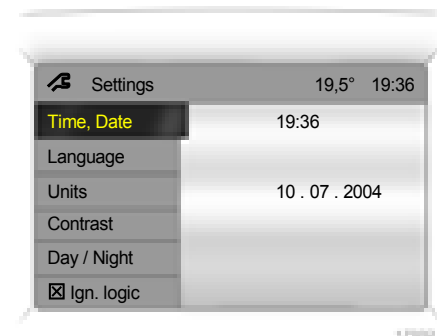 Settings 19,5° 19:36
Time, Date 19:36
Language
Units 10 . 07 . 2004
Contrast
Day / Night
☒ Ign. logic